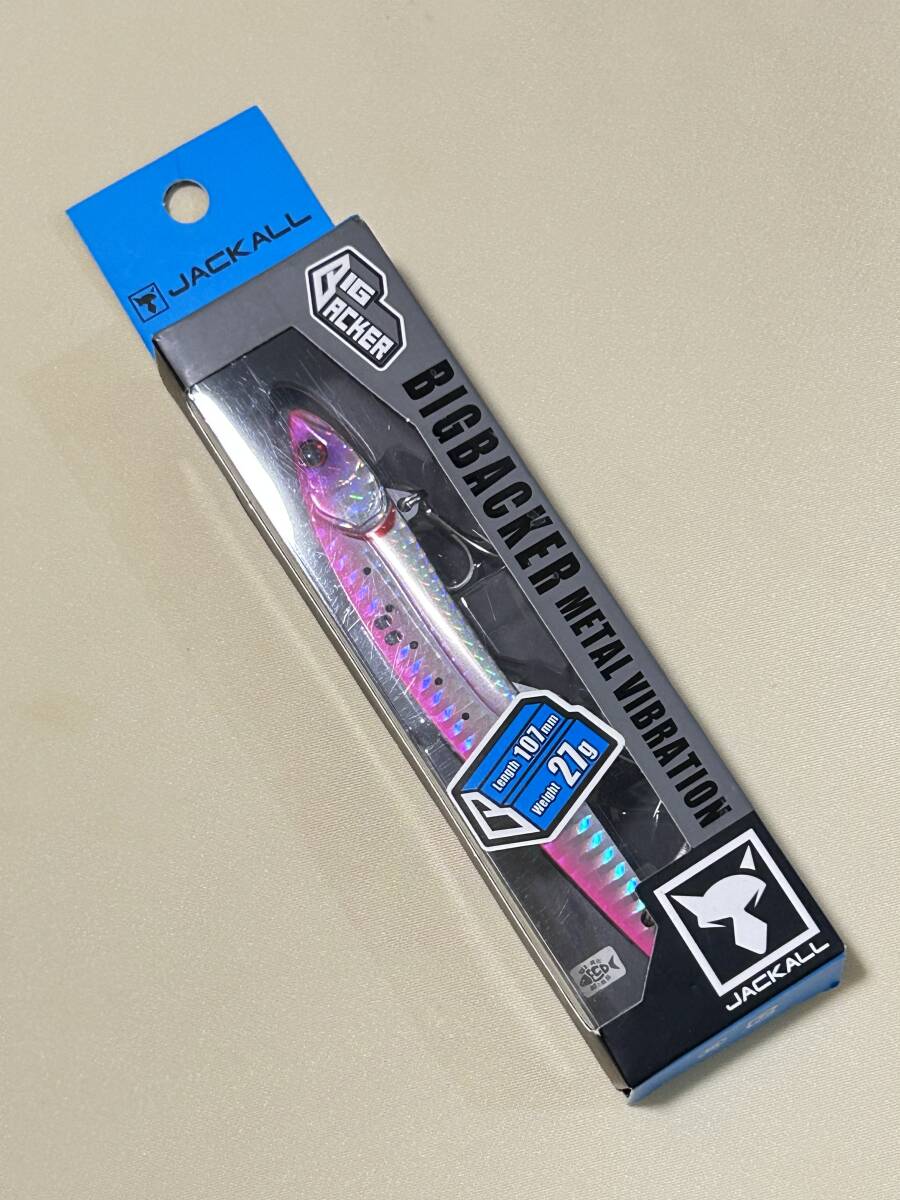 JACKALL
BIG
BACKER
BIGBACKER METAL VIBRATION
Length 107mm
Weight 27g
JACKALL